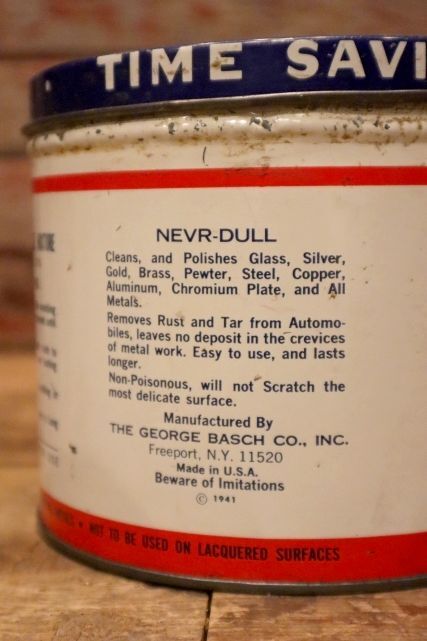 TIME SAVI
NEVR-DULL
Cleans, and Polishes Glass, Silver,
Gold, Brass, Pewter, Steel, Copper,
Aluminum, Chromium Plate, and All
Metals.
Removes Rust and Tar from Automo-
biles, leaves no deposit in the crevices
of metal work. Easy to use, and lasts
longer.
Non-Poisonous, will not Scratch the
most delicate surface.
Manufactured By
THE GEORGE BASCH CO., INC.
Freeport, N.Y. 11520
Made in U.S.A.
Beware of Imitations
© 1941
• NOT TO BE USED ON LACQUERED SURFACES